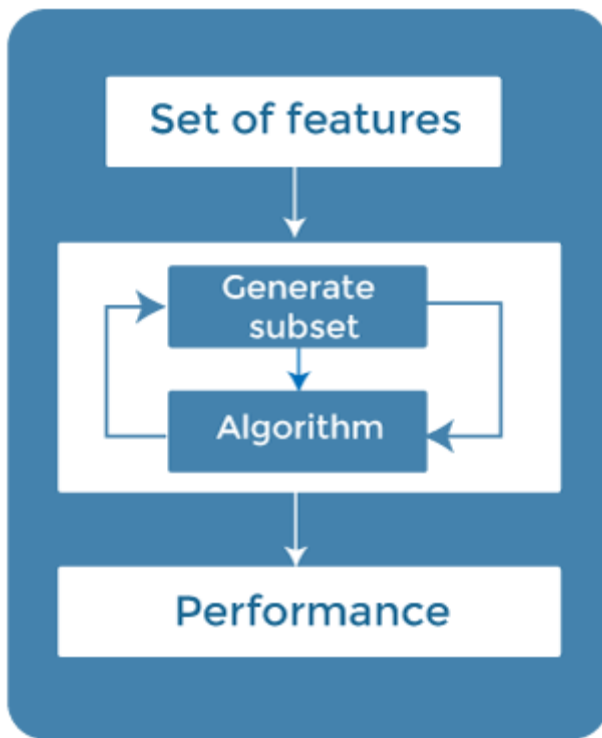 Set of features
Generate
subset
Algorithm
Performance